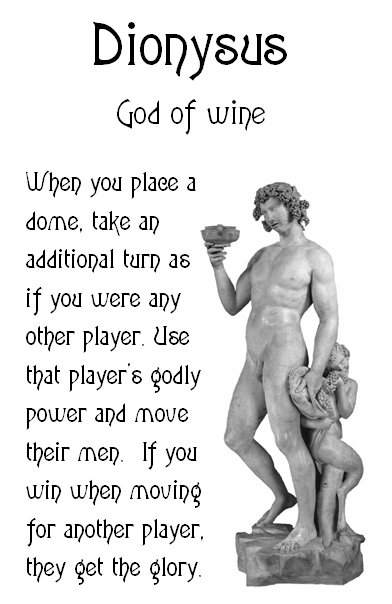 Dionysus
God of wine
When you place a
dome, take an
additional turn as
if you were any
other player. Use
that player's godly
power and move
their men. If you
win when moving
for another player,
they get the glory.